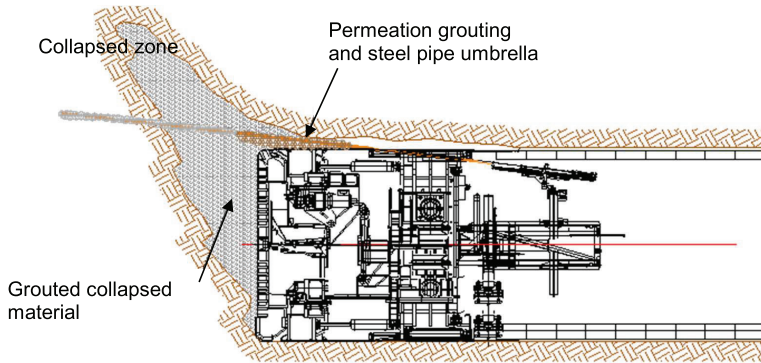 Permeation grouting
and steel pipe umbrella
Collapsed zone
Grouted collapsed
material